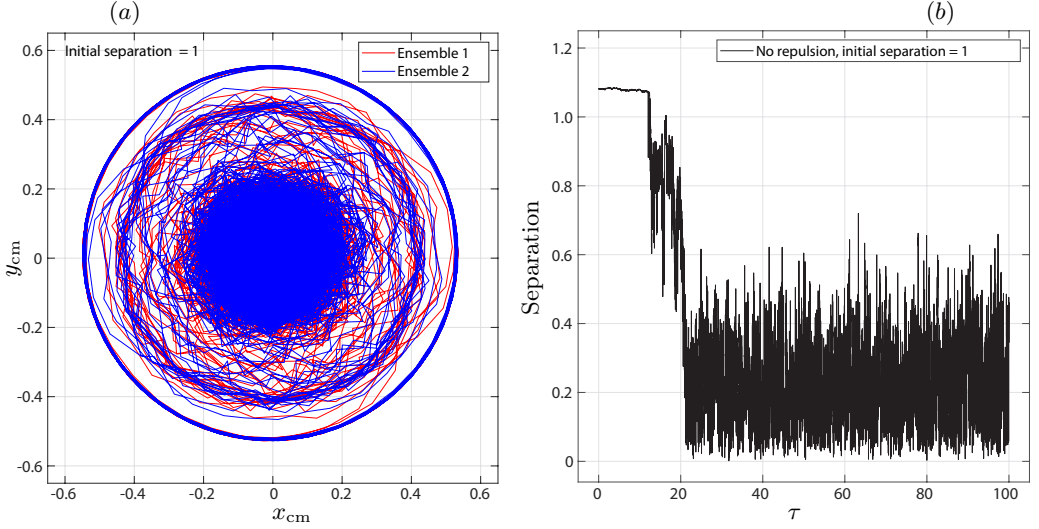 (a)
Initial separation = 1
Ensemble 1
Ensemble 2
0.6
0.4
0.2
0
-0.2
-0.4
-0.6
-0.6 -0.4 -0.2 0 0.2 0.4 0.6
x_cm
y_cm
(b)
No repulsion, initial separation = 1
1.2
1.0
0.8
0.6
0.4
0.2
0
0 20 40 60 80 100
τ
Separation